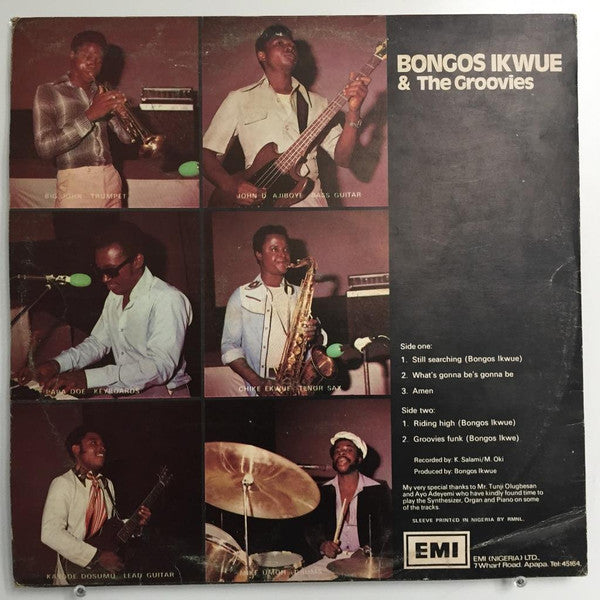 BONGOS IKWUE
& The Groovies
BIG JOHN TRUMPET
JOHN O. AJIBOYE BASS GUITAR
PAPA DOE KEYBOARDS
CHIKE EKWUE TENOR SAX
KAYODE DOSUMU LEAD GUITAR
MIKE UMOH DRUMS
Side one:
1. Still searching (Bongos Ikwue)
2. What's gonna be's gonna be
3. Amen
Side two:
1. Riding high (Bongos Ikwue)
2. Groovies funk (Bongos Ikwe)
Recorded by: K. Salami/M. Oki
Produced by: Bongos Ikwue
My very special thanks to Mr. Tunji Olugbesan
and Ayo Adeyemi who have kindly found time to
play the Synthesizer, Organ and Piano on some
of the tracks.
SLEEVE PRINTED IN NIGERIA BY RMNL.
EMI
EMI (NIGERIA) LTD.,
7 Wharf Road, Apapa. Tel: 45164.